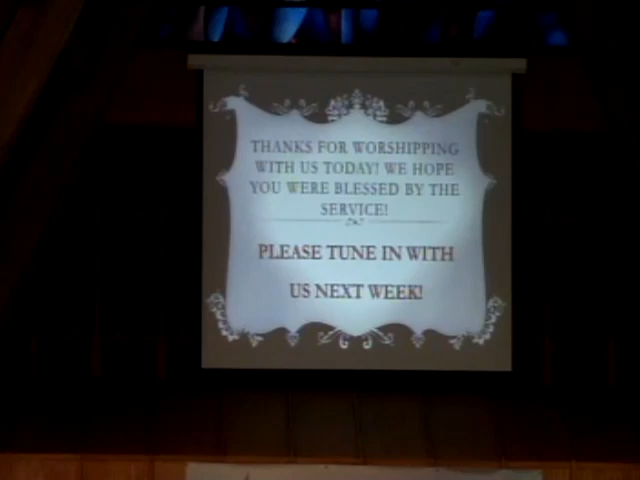 THANKS FOR WORSHIPPING
WITH US TODAY! WE HOPE
YOU WERE BLESSED BY THE
SERVICE!
PLEASE TUNE IN WITH
US NEXT WEEK!